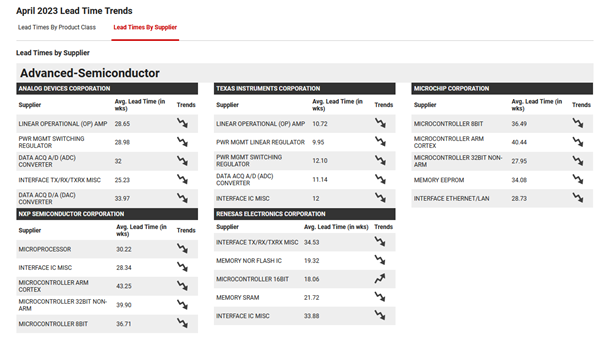 April 2023 Lead Time Trends
Lead Times By Product Class
Lead Times By Supplier
Lead Times by Supplier
Advanced-Semiconductor
ANALOG DEVICES CORPORATION
Supplier
Avg. Lead Time (in
wks)
Trends
LINEAR OPERATIONAL (OP) AMP 28.65
PWR MGMT SWITCHING
REGULATOR
28.98
DATA ACQ A/D (ADC)
CONVERTER
32
INTERFACE TX/RX/TXRX MISC 25.23
DATA ACQ D/A (DAC)
CONVERTER
33.97
TEXAS INSTRUMENTS CORPORATION
Supplier
Avg. Lead Time (in
wks)
Trends
LINEAR OPERATIONAL (OP) AMP 10.72
PWR MGMT LINEAR REGULATOR 9.95
PWR MGMT SWITCHING
REGULATOR
12.10
DATA ACQ A/D (ADC)
CONVERTER
11.14
INTERFACE IC MISC 12
MICROCHIP CORPORATION
Supplier
Avg. Lead Time (in
wks)
Trends
MICROCONTROLLER 8BIT 36.49
MICROCONTROLLER ARM
CORTEX
40.44
MICROCONTROLLER 32BIT NON-
ARM
27.95
MEMORY EEPROM 34.08
INTERFACE ETHERNET/LAN 28.73
NXP SEMICONDUCTOR CORPORATION
Supplier
Avg. Lead Time (in
wks)
Trends
MICROPROCESSOR 30.22
INTERFACE IC MISC 28.34
MICROCONTROLLER ARM
CORTEX
43.25
MICROCONTROLLER 32BIT NON-
ARM
39.90
MICROCONTROLLER 8BIT 36.71
RENESAS ELECTRONICS CORPORATION
Supplier Avg. Lead Time (in wks) Trends
INTERFACE TX/RX/TXRX MISC 34.53
MEMORY NOR FLASH IC 19.32
MICROCONTROLLER 16BIT 18.06
MEMORY SRAM 21.72
INTERFACE IC MISC 33.88